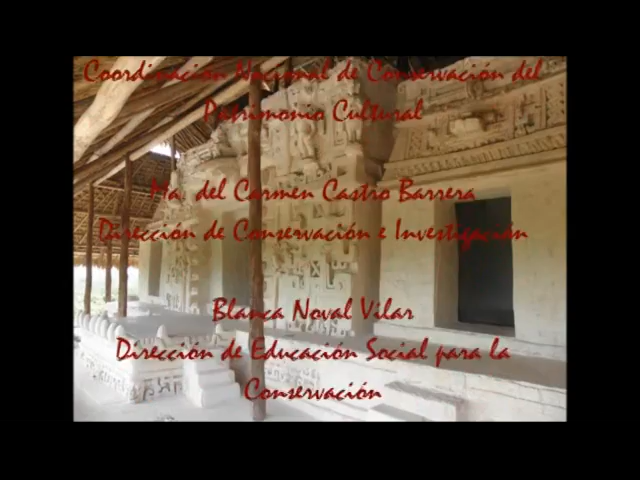 Coordinación Nacional de Conservación del
Patrimonio Cultural
Ma. del Carmen Castro Barrera
Dirección de Conservación e Investigación
Blanca Noval Vilar
Dirección de Educación Social para la
Conservación